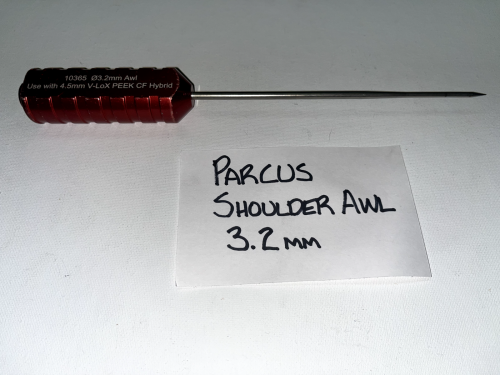 10365 Ø3.2mm Awl
Use with 4.5mm V-LoX PEEK CF Hybrid
PARCUS
SHOULDER AWL
3.2mm